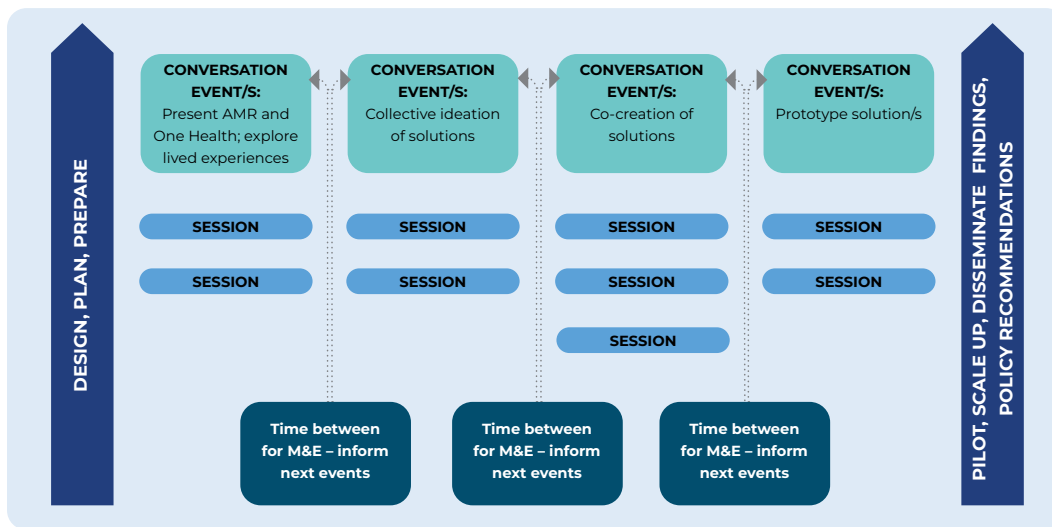 DESIGN, PLAN, PREPARE
CONVERSATION
EVENT/S:
Present AMR and
One Health; explore
lived experiences
SESSION
SESSION
CONVERSATION
EVENT/S:
Collective ideation
of solutions
SESSION
SESSION
CONVERSATION
EVENT/S:
Co-creation of
solutions
SESSION
SESSION
SESSION
CONVERSATION
EVENT/S:
Prototype solution/s
SESSION
SESSION
Time between
for M&E – inform
next events
Time between
for M&E – inform
next events
Time between
for M&E – inform
next events
PILOT, SCALE UP, DISSEMINATE FINDINGS,
POLICY RECOMMENDATIONS